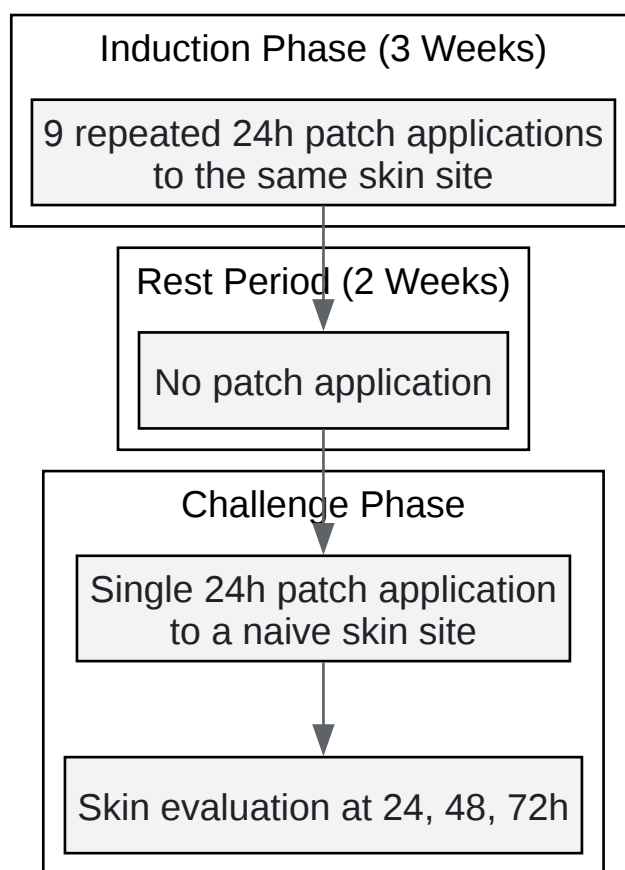 Induction Phase (3 Weeks)
9 repeated 24h patch applications
to the same skin site
Rest Period (2 Weeks)
No patch application
Challenge Phase
Single 24h patch application
to a naive skin site
Skin evaluation at 24, 48, 72h